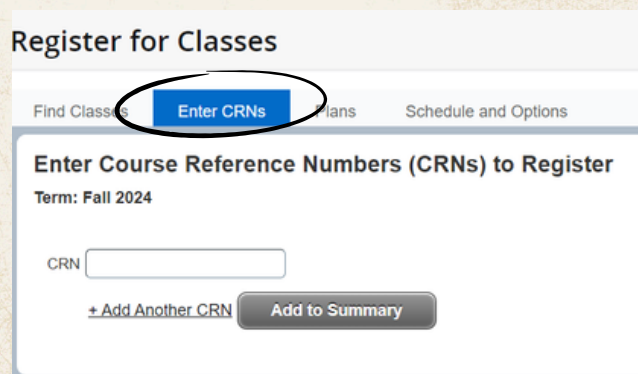 Register for Classes
Find Classes Enter CRNs Plans Schedule and Options
Enter Course Reference Numbers (CRNs) to Register
Term: Fall 2024
CRN
+ Add Another CRN Add to Summary